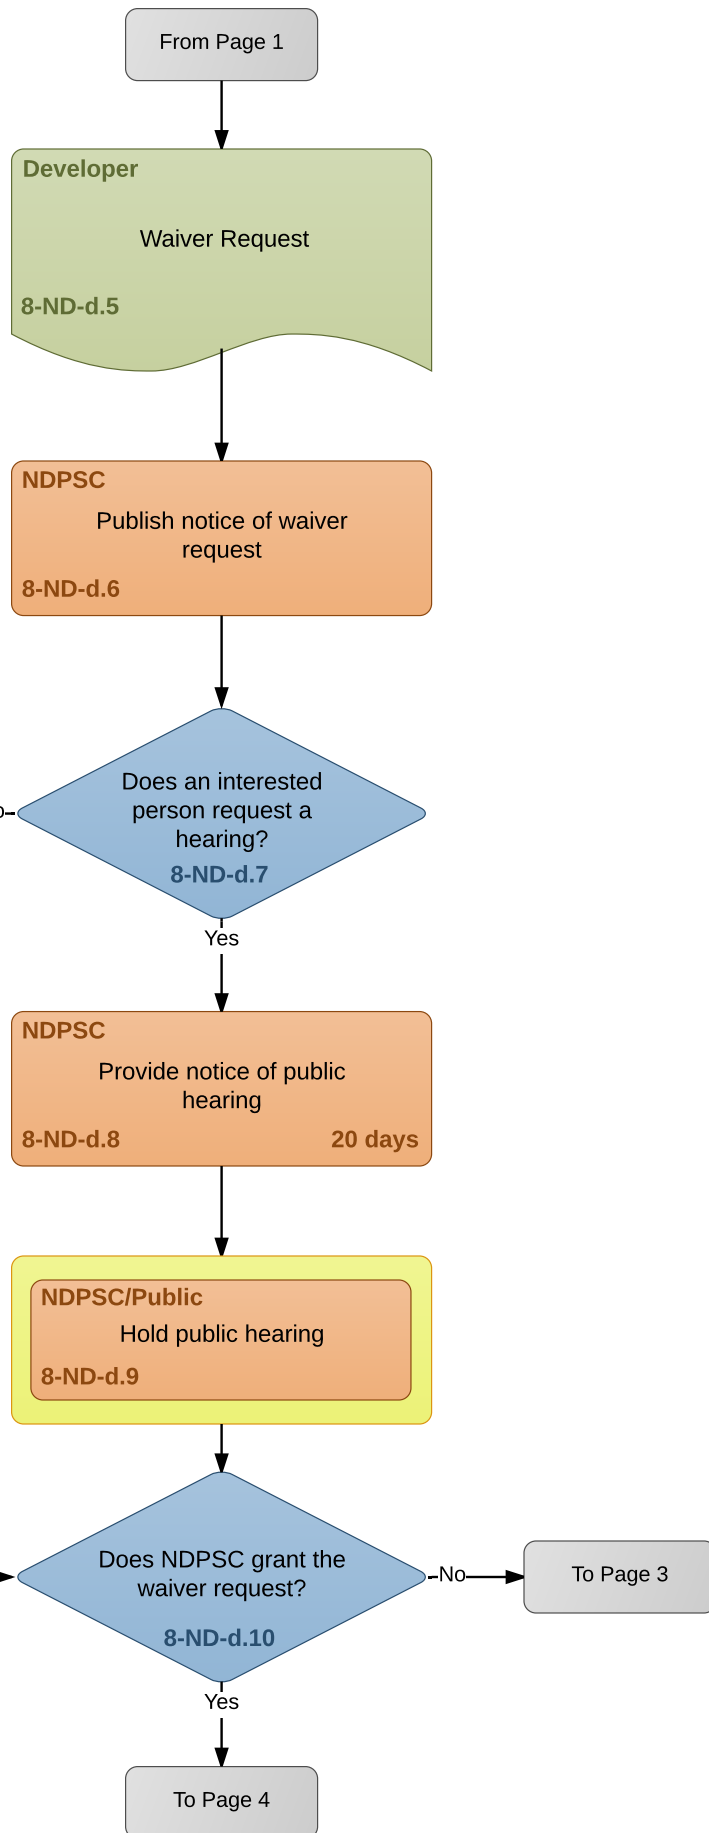 From Page 1
Developer
Waiver Request
8-ND-d.5
NDPSC
Publish notice of waiver
request
8-ND-d.6
Does an interested
person request a
hearing?
8-ND-d.7
Yes
NDPSC
Provide notice of public
hearing
8-ND-d.8 20 days
NDPSC/Public
Hold public hearing
8-ND-d.9
Does NDPSC grant the
waiver request?
8-ND-d.10
No
To Page 3
Yes
To Page 4